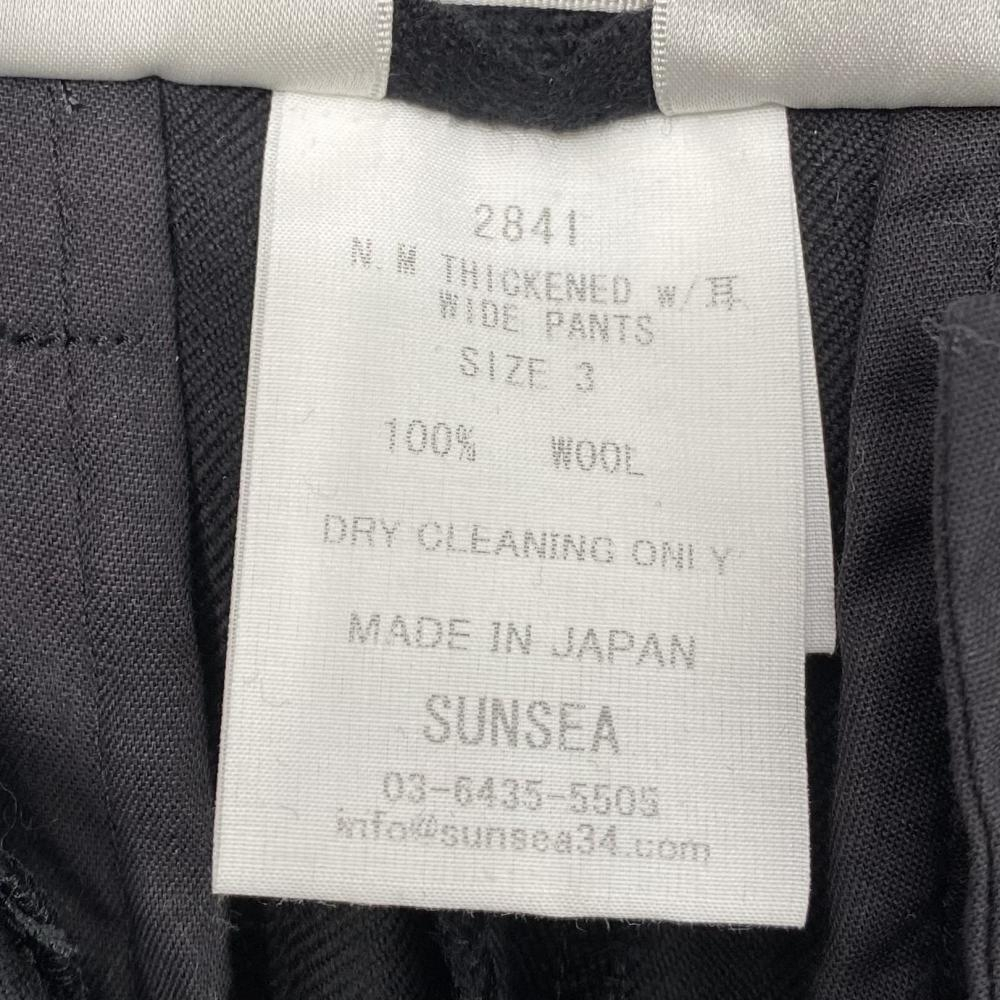 2841
N.M THICKENED w/耳
WIDE PANTS
SIZE 3
100% WOOL
DRY CLEANING ONLY
MADE IN JAPAN
SUNSEA
03-6435-5505
info@sunsea34.com